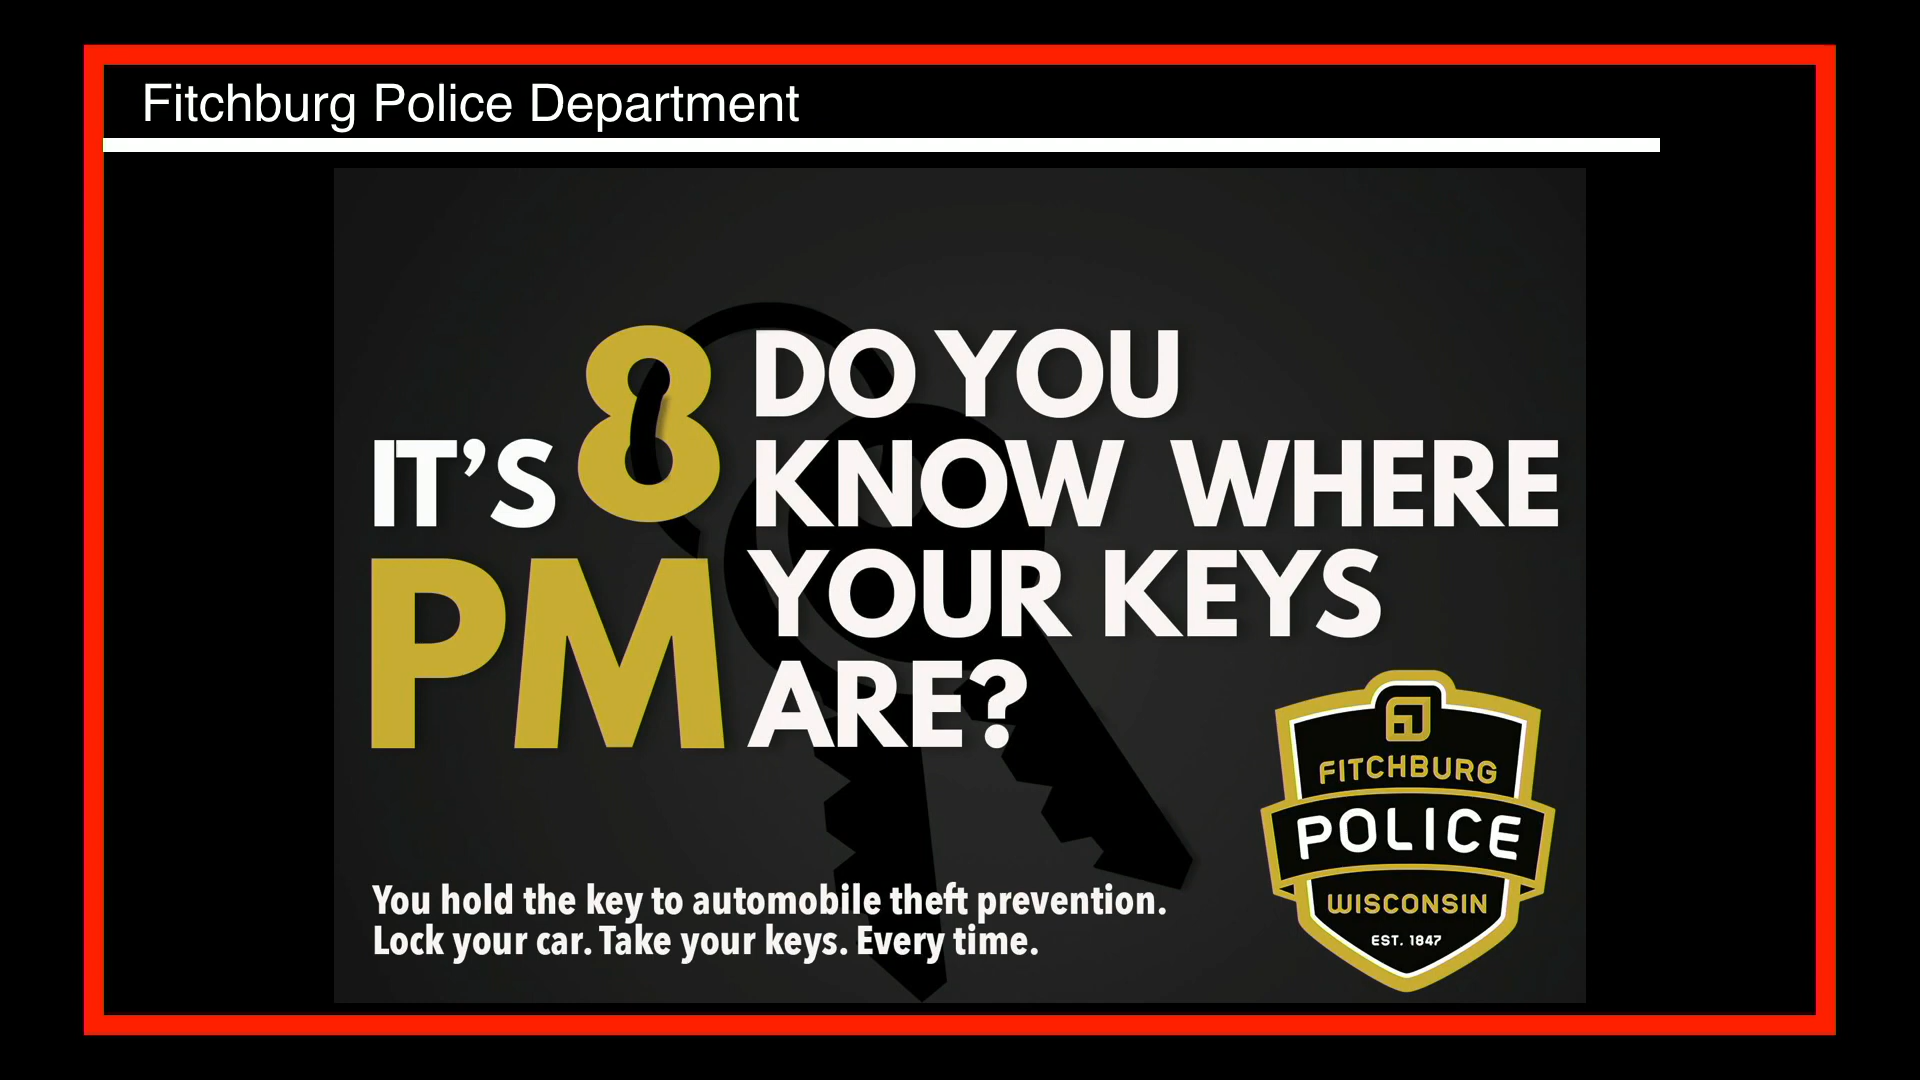 Fitchburg Police Department
IT’S 8
PM
DO YOU
KNOW WHERE
YOUR KEYS
ARE?
You hold the key to automobile theft prevention.
Lock your car. Take your keys. Every time.
FITCHBURG
POLICE
WISCONSIN
EST. 1847